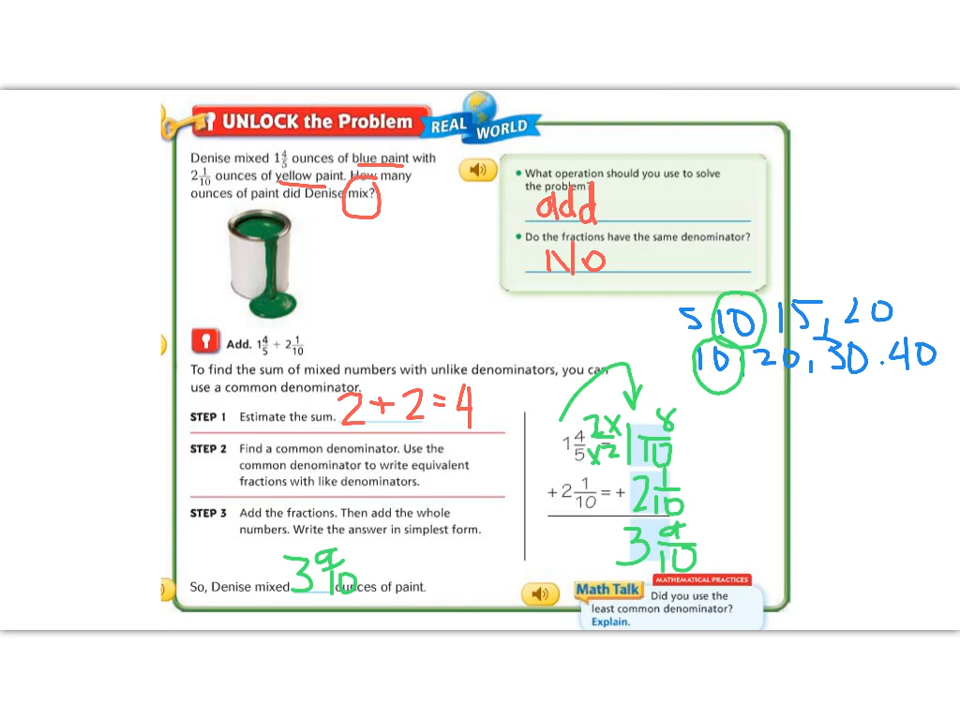 UNLOCK the Problem REAL WORLD
Denise mixed 1 4/5 ounces of blue paint with
2 1/10 ounces of yellow paint. How many
ounces of paint did Denise mix?
• What operation should you use to solve
the problem?
add
• Do the fractions have the same denominator?
No
5 10 15, 20
10, 20, 30. 40
Add. 1 4/5 + 2 1/10
To find the sum of mixed numbers with unlike denominators, you can
use a common denominator.
STEP 1 Estimate the sum. 2 + 2 = 4
STEP 2 Find a common denominator. Use the
common denominator to write equivalent
fractions with like denominators.
STEP 3 Add the fractions. Then add the whole
numbers. Write the answer in simplest form.
1 4/5 2x/x2 = 1 8/10
+ 2 1/10 = + 2 1/10
3 9/10
So, Denise mixed 3 9/10 ounces of paint.
Math Talk MATHEMATICAL PRACTICES
Did you use the
least common denominator?
Explain.